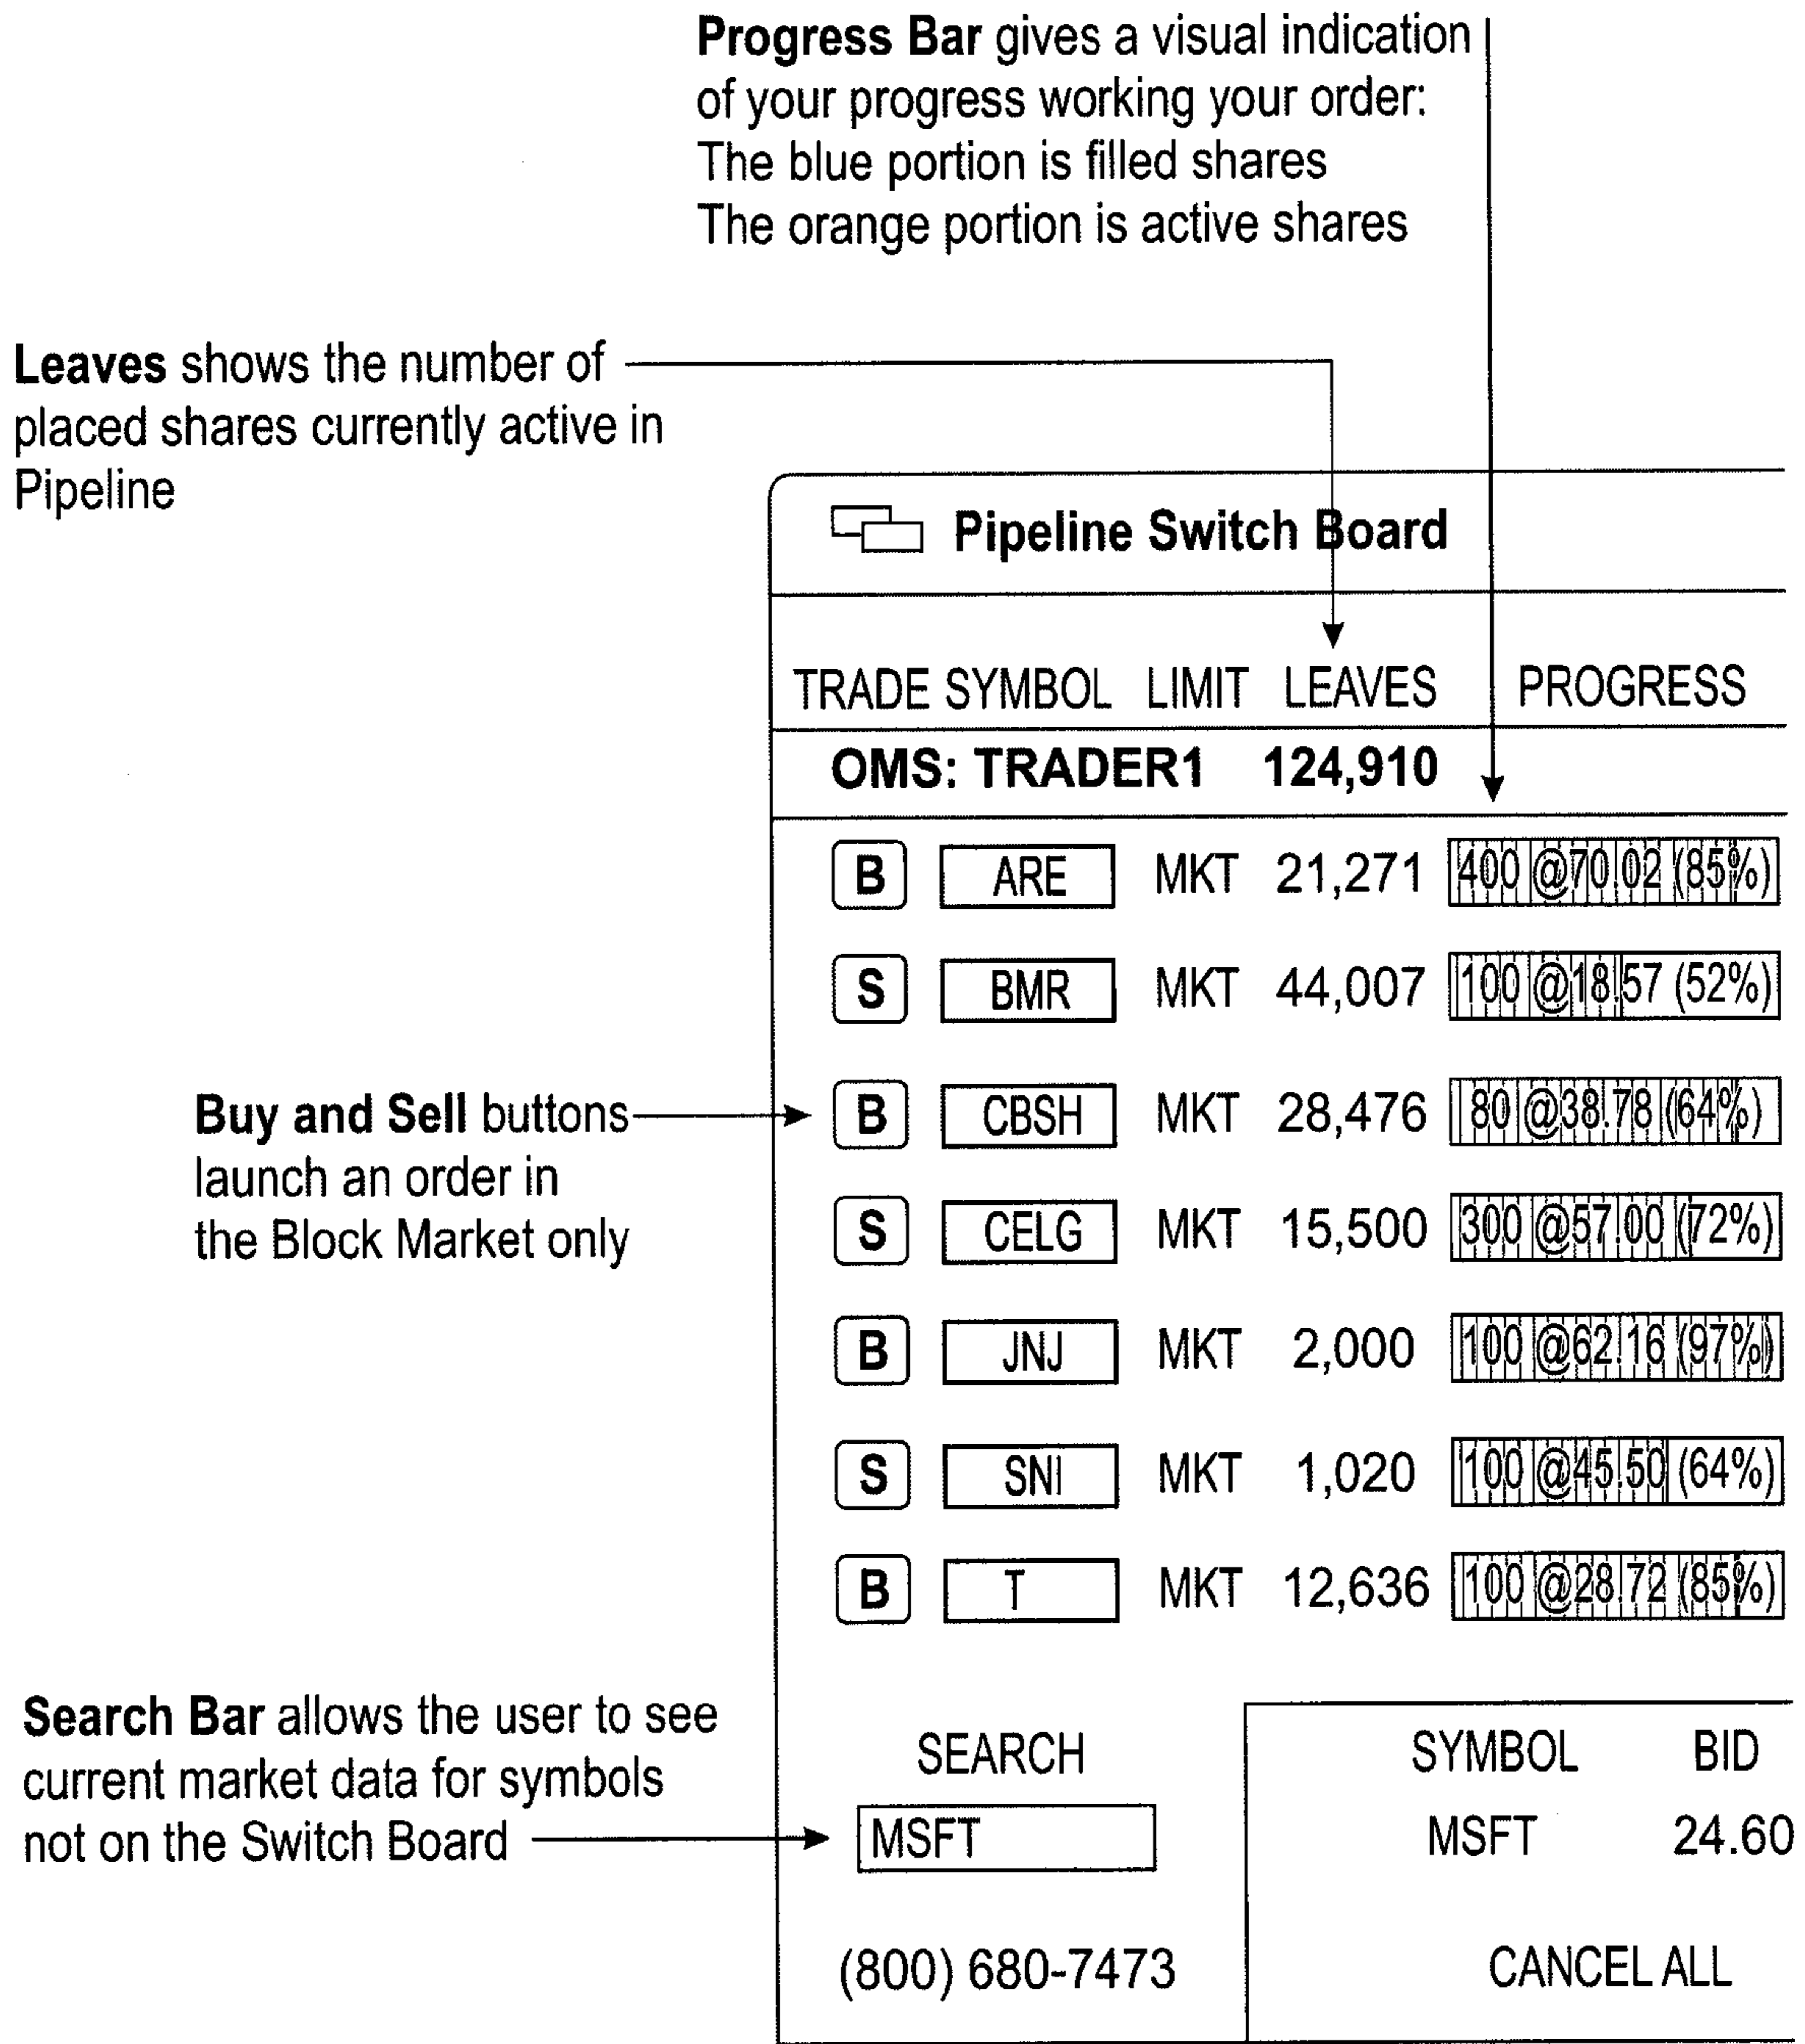 Progress Bar gives a visual indication
of your progress working your order:
The blue portion is filled shares
The orange portion is active shares
Leaves shows the number of
placed shares currently active in
Pipeline
Pipeline Switch Board
TRADE SYMBOL LIMIT LEAVES PROGRESS
OMS: TRADER1 124,910
B ARE MKT 21,271 400 @70.02 (85%)
S BMR MKT 44,007 100 @18.57 (52%)
Buy and Sell buttons
launch an order in
the Block Market only
B CBSH MKT 28,476 80 @38.78 (64%)
S CELG MKT 15,500 300 @57.00 (72%)
B JNJ MKT 2,000 100 @62.16 (97%)
S SNI MKT 1,020 100 @45.50 (64%)
B T MKT 12,636 100 @28.72 (85%)
Search Bar allows the user to see
current market data for symbols
not on the Switch Board
SEARCH SYMBOL BID
MSFT MSFT 24.60
(800) 680-7473 CANCEL ALL